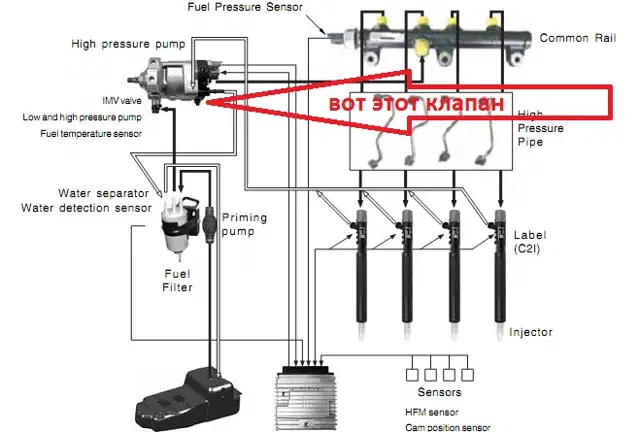 Fuel Pressure Sensor
High pressure pump
Common Rail
IMV valve
вот этот клапан
Low and high pressure pump
Fuel temperature sensor
High
Pressure
Pipe
Water separator
Water detection sensor
Priming
pump
Label
(C2I)
Fuel
Filter
Injector
Sensors
HFM sensor
Cam position sensor